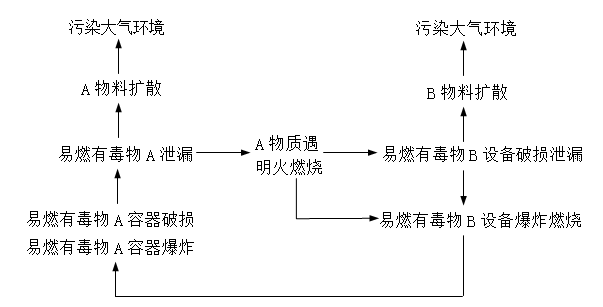 污染大气环境
污染大气环境
A物料扩散
B物料扩散
易燃有毒物A泄漏
A物质遇
明火燃烧
易燃有毒物B设备破损泄漏
易燃有毒物A容器破损
易燃有毒物A容器爆炸
易燃有毒物B设备爆炸燃烧